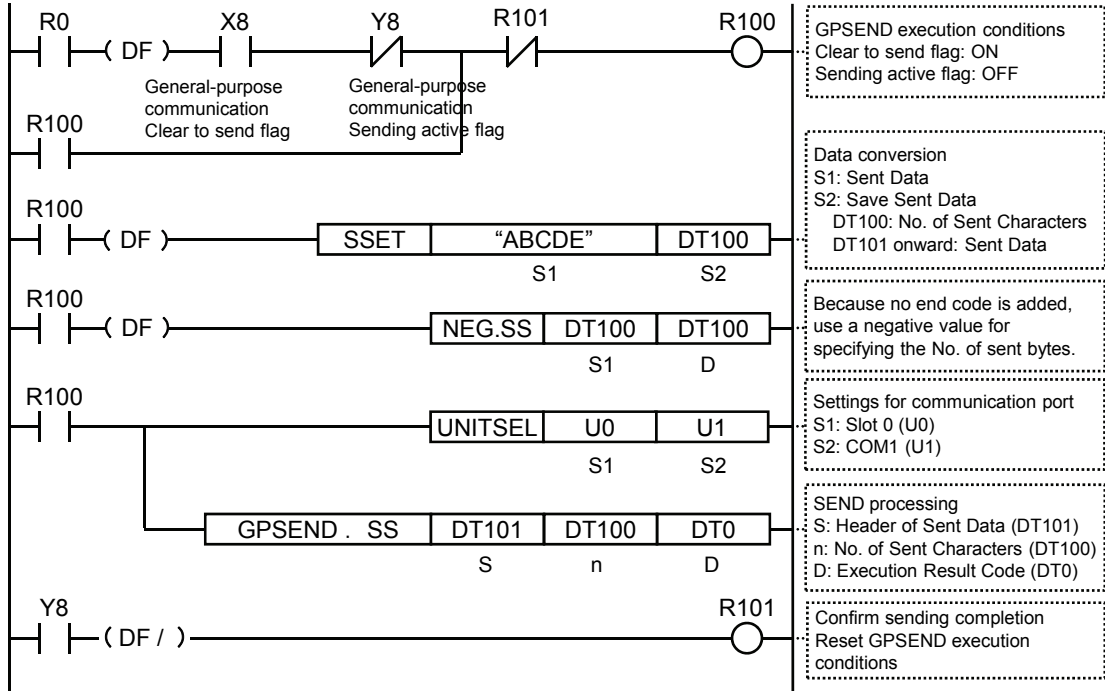 R0
X8
Y8
R101
R100
( DF )
General-purpose
communication
Clear to send flag
General-purpose
communication
Sending active flag
GPSEND execution conditions
Clear to send flag: ON
Sending active flag: OFF
R100
R100
( DF )
SSET “ABCDE” DT100
S1 S2
Data conversion
S1: Sent Data
S2: Save Sent Data
DT100: No. of Sent Characters
DT101 onward: Sent Data
R100
( DF )
NEG.SS DT100 DT100
S1 D
Because no end code is added,
use a negative value for
specifying the No. of sent bytes.
R100
UNITSEL U0 U1
S1 S2
Settings for communication port
S1: Slot 0 (U0)
S2: COM1 (U1)
GPSEND . SS DT101 DT100 DT0
S n D
SEND processing
S: Header of Sent Data (DT101)
n: No. of Sent Characters (DT100)
D: Execution Result Code (DT0)
Y8
( DF / )
R101
Confirm sending completion
Reset GPSEND execution
conditions